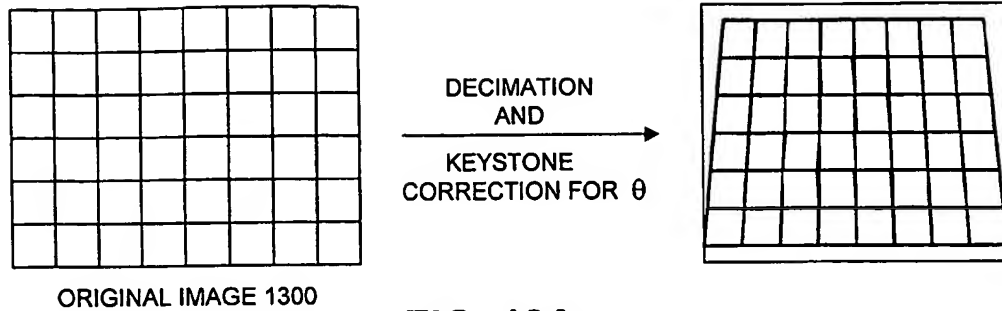 DECIMATION
AND
KEYSTONE
CORRECTION FOR θ
ORIGINAL IMAGE 1300